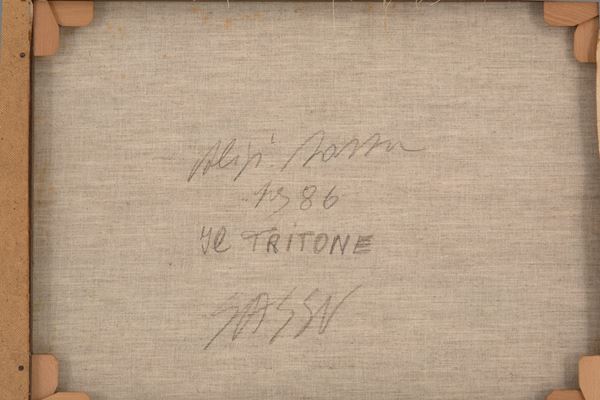 Aligi Sassu
1986
Il TRITONE
SASSU